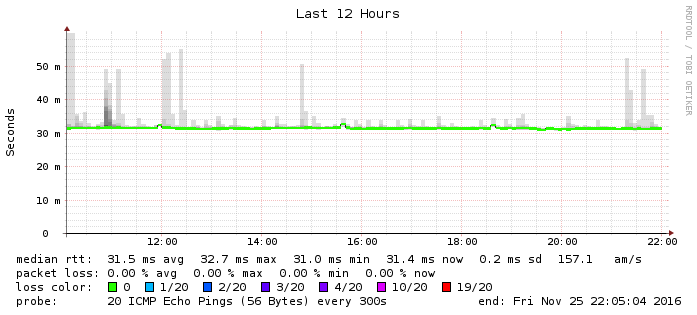 Last 12 Hours
RRDTOOL / TOBI OETIKER
Seconds
50 m
40 m
30 m
20 m
10 m
0
12:00 14:00 16:00 18:00 20:00 22:00
median rtt: 31.5 ms avg 32.7 ms max 31.0 ms min 31.4 ms now 0.2 ms sd 157.1 am/s
packet loss: 0.00 % avg 0.00 % max 0.00 % min 0.00 % now
loss color: 0 1/20 2/20 3/20 4/20 10/20 19/20
probe: 20 ICMP Echo Pings (56 Bytes) every 300s end: Fri Nov 25 22:05:04 2016